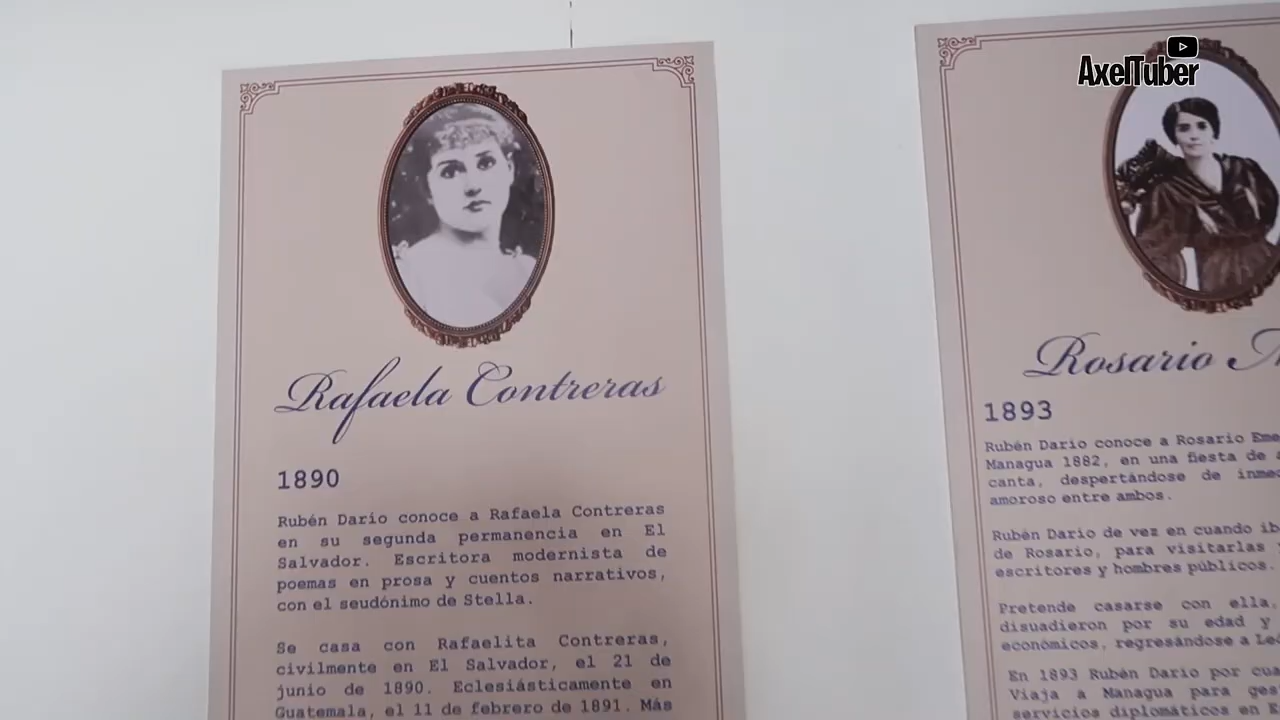 AxelTuber
Rafaela Contreras
1890
Rubén Darío conoce a Rafaela Contreras
en su segunda permanencia en El
Salvador. Escritora modernista de
poemas en prosa y cuentos narrativos,
con el seudónimo de Stella.
Se casa con Rafaelita Contreras,
civilmente en El Salvador, el 21 de
junio de 1890. Eclesiásticamente en
Guatemala, el 11 de febrero de 1891. Más
Rosario
1893
Rubén Darío conoce a Rosario
Managua 1882, en una fiesta de
canta, despertándose de
amoroso entre ambos.
Rubén Darío de vez en cuando
de Rosario, para visitarlas
escritores y hombres públicos.
Pretende casarse con ella,
disuadieron por su edad y
económicos, regresándose a
En 1893 Rubén Darío por
Viaja a Managua para
servicios diplomáticos en